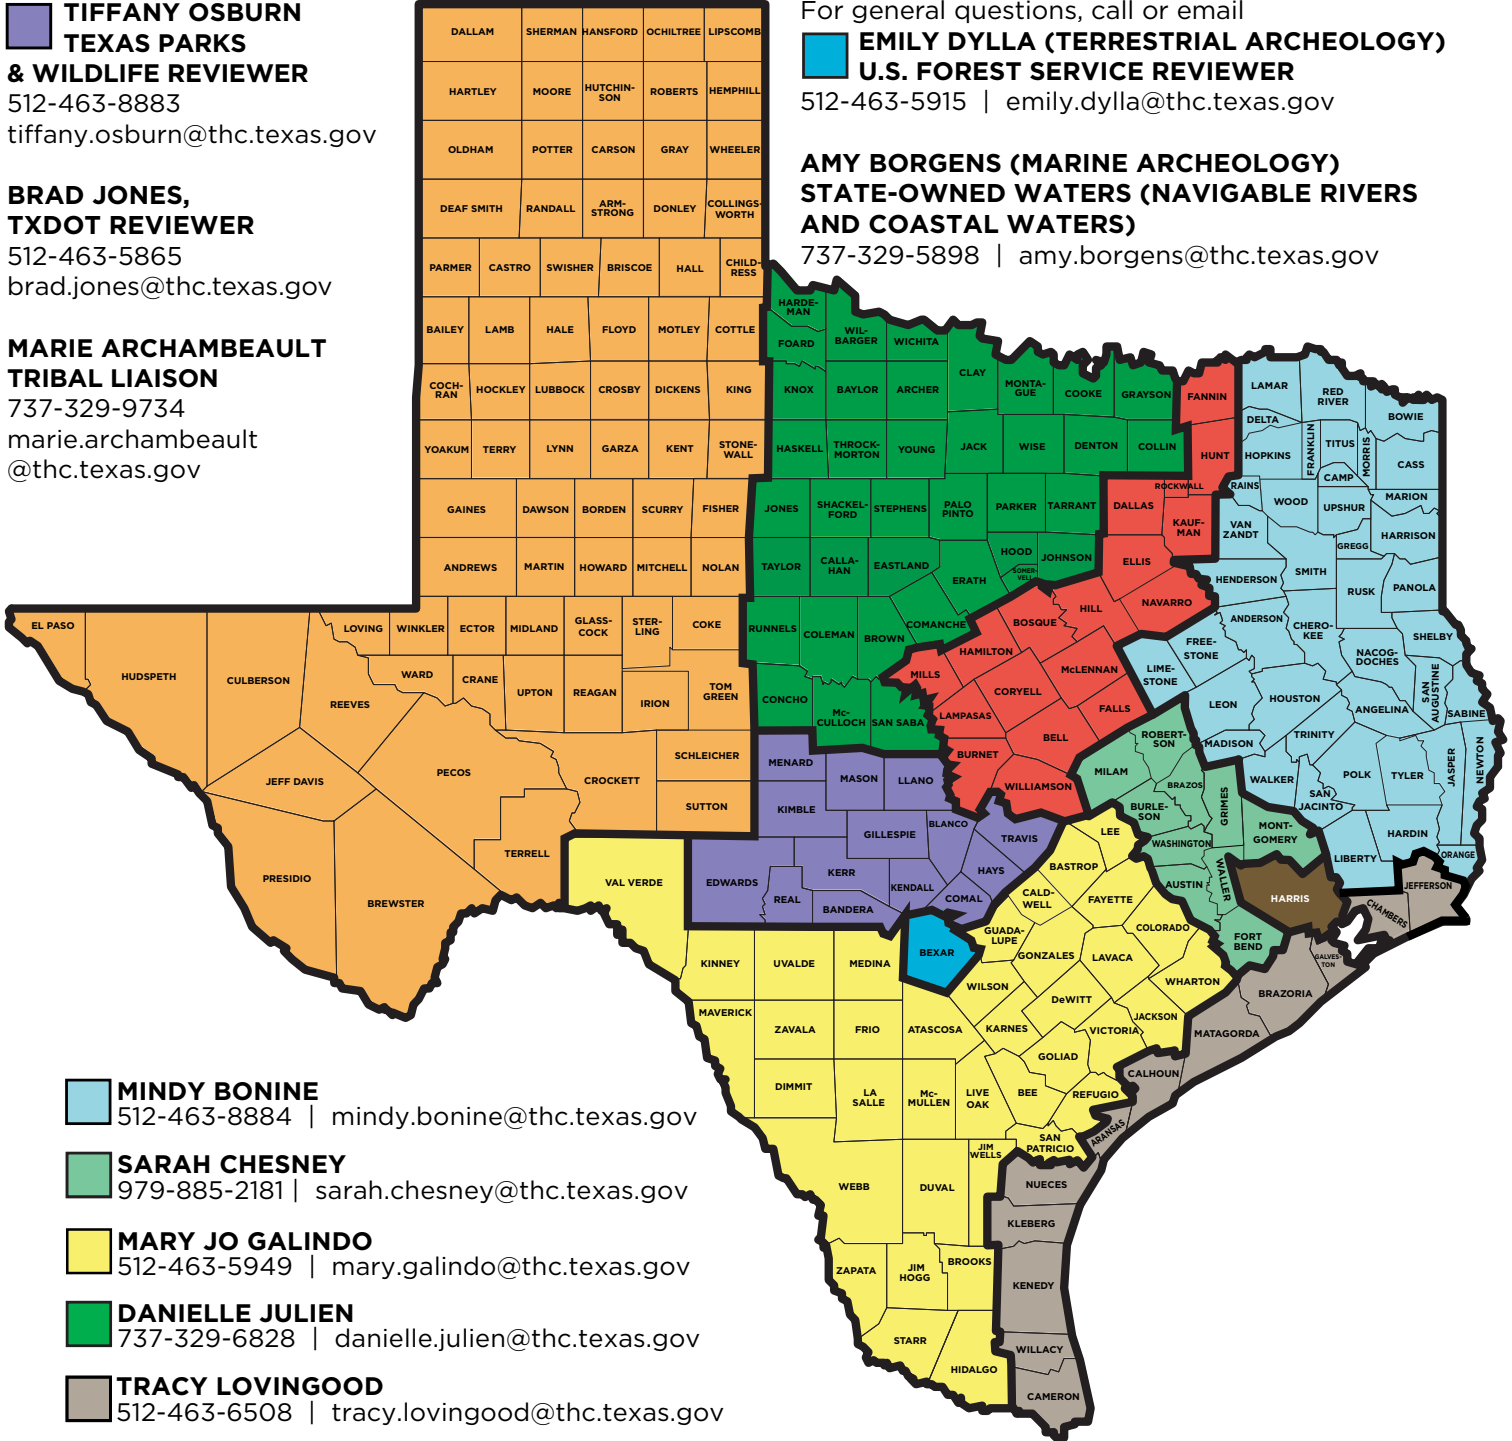 TIFFANY OSBURN
TEXAS PARKS
& WILDLIFE REVIEWER
512-463-8883
tiffany.osburn@thc.texas.gov
BRAD JONES,
TXDOT REVIEWER
512-463-5865
brad.jones@thc.texas.gov
MARIE ARCHAMBEAULT
TRIBAL LIAISON
737-329-9734
marie.archambeault
@thc.texas.gov
For general questions, call or email
EMILY DYLLA (TERRESTRIAL ARCHEOLOGY)
U.S. FOREST SERVICE REVIEWER
512-463-5915 | emily.dylla@thc.texas.gov
AMY BORGENS (MARINE ARCHEOLOGY)
STATE-OWNED WATERS (NAVIGABLE RIVERS
AND COASTAL WATERS)
737-329-5898 | amy.borgens@thc.texas.gov
DALLAM
SHERMAN
HANSFORD
OCHILTREE
LIPSCOMB
HARTLEY
MOORE
HUTCHIN-
SON
ROBERTS
HEMPHILL
OLDHAM
POTTER
CARSON
GRAY
WHEELER
DEAF SMITH
RANDALL
ARM-
STRONG
DONLEY
COLLINGS-
WORTH
PARMER
CASTRO
SWISHER
BRISCOE
HALL
CHILD-
RESS
BAILEY
LAMB
HALE
FLOYD
MOTLEY
COTTLE
COCH-
RAN
HOCKLEY
LUBBOCK
CROSBY
DICKENS
KING
YOAKUM
TERRY
LYNN
GARZA
KENT
STONE-
WALL
GAINES
DAWSON
BORDEN
SCURRY
FISHER
ANDREWS
MARTIN
HOWARD
MITCHELL
NOLAN
EL PASO
HUDSPETH
CULBERSON
LOVING
WINKLER
ECTOR
MIDLAND
GLASS-
COCK
STER-
LING
COKE
REEVES
WARD
CRANE
UPTON
REAGAN
IRION
TOM
GREEN
JEFF DAVIS
PECOS
CROCKETT
SCHLEICHER
SUTTON
PRESIDIO
BREWSTER
TERRELL
HARDE-
MAN
FOARD
WIL-
BARGER
WICHITA
KNOX
BAYLOR
ARCHER
CLAY
MONTA-
GUE
COOKE
GRAYSON
HASKELL
THROCK-
MORTON
YOUNG
JACK
WISE
DENTON
COLLIN
JONES
SHACKEL-
FORD
STEPHENS
PALO
PINTO
PARKER
TARRANT
TAYLOR
CALLA-
HAN
EASTLAND
ERATH
HOOD
SOMER-
VELL
JOHNSON
RUNNELS
COLEMAN
BROWN
COMANCHE
CONCHO
Mc-
CULLOCH
SAN SABA
FANNIN
HUNT
ROCKWALL
DALLAS
KAUF-
MAN
ELLIS
NAVARRO
HILL
BOSQUE
HAMILTON
MILLS
McLENNAN
CORYELL
LAMPASAS
FALLS
BELL
BURNET
WILLIAMSON
LAMAR
RED
RIVER
BOWIE
DELTA
HOPKINS
FRANKLIN
TITUS
MORRIS
CASS
CAMP
RAINS
WOOD
UPSHUR
MARION
VAN
ZANDT
GREGG
HARRISON
HENDERSON
SMITH
RUSK
PANOLA
ANDERSON
CHERO-
KEE
SHELBY
FREE-
STONE
LIME-
STONE
NACOG-
DOCHES
SAN
AUGUSTINE
SABINE
LEON
HOUSTON
ANGELINA
MADISON
TRINITY
WALKER
SAN
JACINTO
POLK
TYLER
JASPER
NEWTON
HARDIN
LIBERTY
ORANGE
MENARD
MASON
LLANO
KIMBLE
GILLESPIE
BLANCO
TRAVIS
EDWARDS
KERR
KENDALL
HAYS
REAL
BANDERA
COMAL
ROBERT-
SON
MILAM
BRAZOS
BURLE-
SON
GRIMES
WASHINGTON
MONT-
GOMERY
AUSTIN
WALLER
FORT
BEND
HARRIS
JEFFERSON
CHAMBERS
GALVES-
TON
BRAZORIA
MATAGORDA
CALHOUN
ARANSAS
NUECES
KLEBERG
KENEDY
WILLACY
CAMERON
BEXAR
VAL VERDE
LEE
BASTROP
CALD-
WELL
FAYETTE
GUADA-
LUPE
COLORADO
GONZALES
LAVACA
KINNEY
UVALDE
MEDINA
WILSON
DeWITT
WHARTON
MAVERICK
ZAVALA
FRIO
ATASCOSA
KARNES
VICTORIA
JACKSON
GOLIAD
DIMMIT
LA
SALLE
Mc-
MULLEN
LIVE
OAK
BEE
REFUGIO
SAN
PATRICIO
JIM
WELLS
WEBB
DUVAL
ZAPATA
JIM
HOGG
BROOKS
STARR
HIDALGO
MINDY BONINE
512-463-8884 | mindy.bonine@thc.texas.gov
SARAH CHESNEY
979-885-2181 | sarah.chesney@thc.texas.gov
MARY JO GALINDO
512-463-5949 | mary.galindo@thc.texas.gov
DANIELLE JULIEN
737-329-6828 | danielle.julien@thc.texas.gov
TRACY LOVINGOOD
512-463-6508 | tracy.lovingood@thc.texas.gov